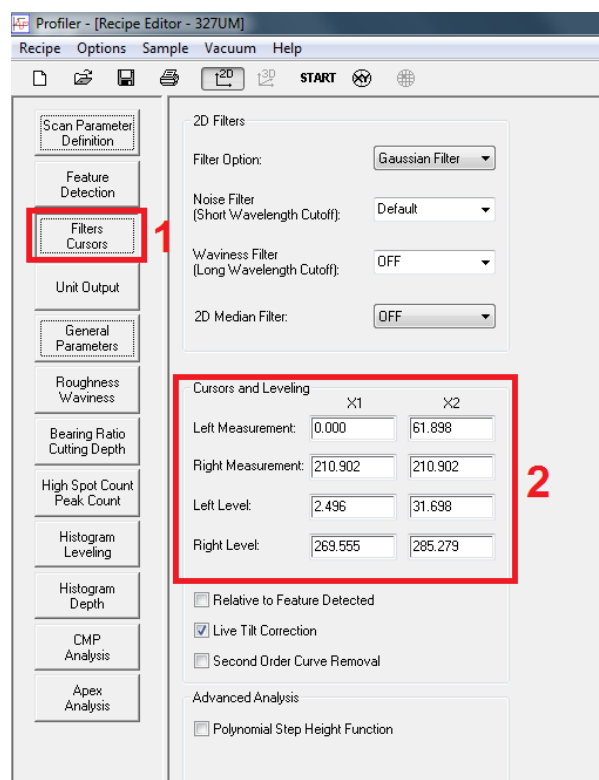 Profiler - [Recipe Editor - 327UM]
Recipe Options Sample Vacuum Help
2D 3D START XY
Scan Parameter
Definition
Feature
Detection
Filters
Cursors
1
Unit Output
General
Parameters
Roughness
Waviness
Bearing Ratio
Cutting Depth
High Spot Count
Peak Count
Histogram
Leveling
Histogram
Depth
CMP
Analysis
Apex
Analysis
2D Filters
Filter Option: Gaussian Filter
Noise Filter
(Short Wavelength Cutoff): Default
Waviness Filter
(Long Wavelength Cutoff): OFF
2D Median Filter: OFF
Cursors and Leveling
X1 X2
Left Measurement: 0.000 61.898
Right Measurement: 210.902 210.902
2
Left Level: 2.496 31.698
Right Level: 269.555 285.279
Relative to Feature Detected
Live Tilt Correction
Second Order Curve Removal
Advanced Analysis
Polynomial Step Height Function